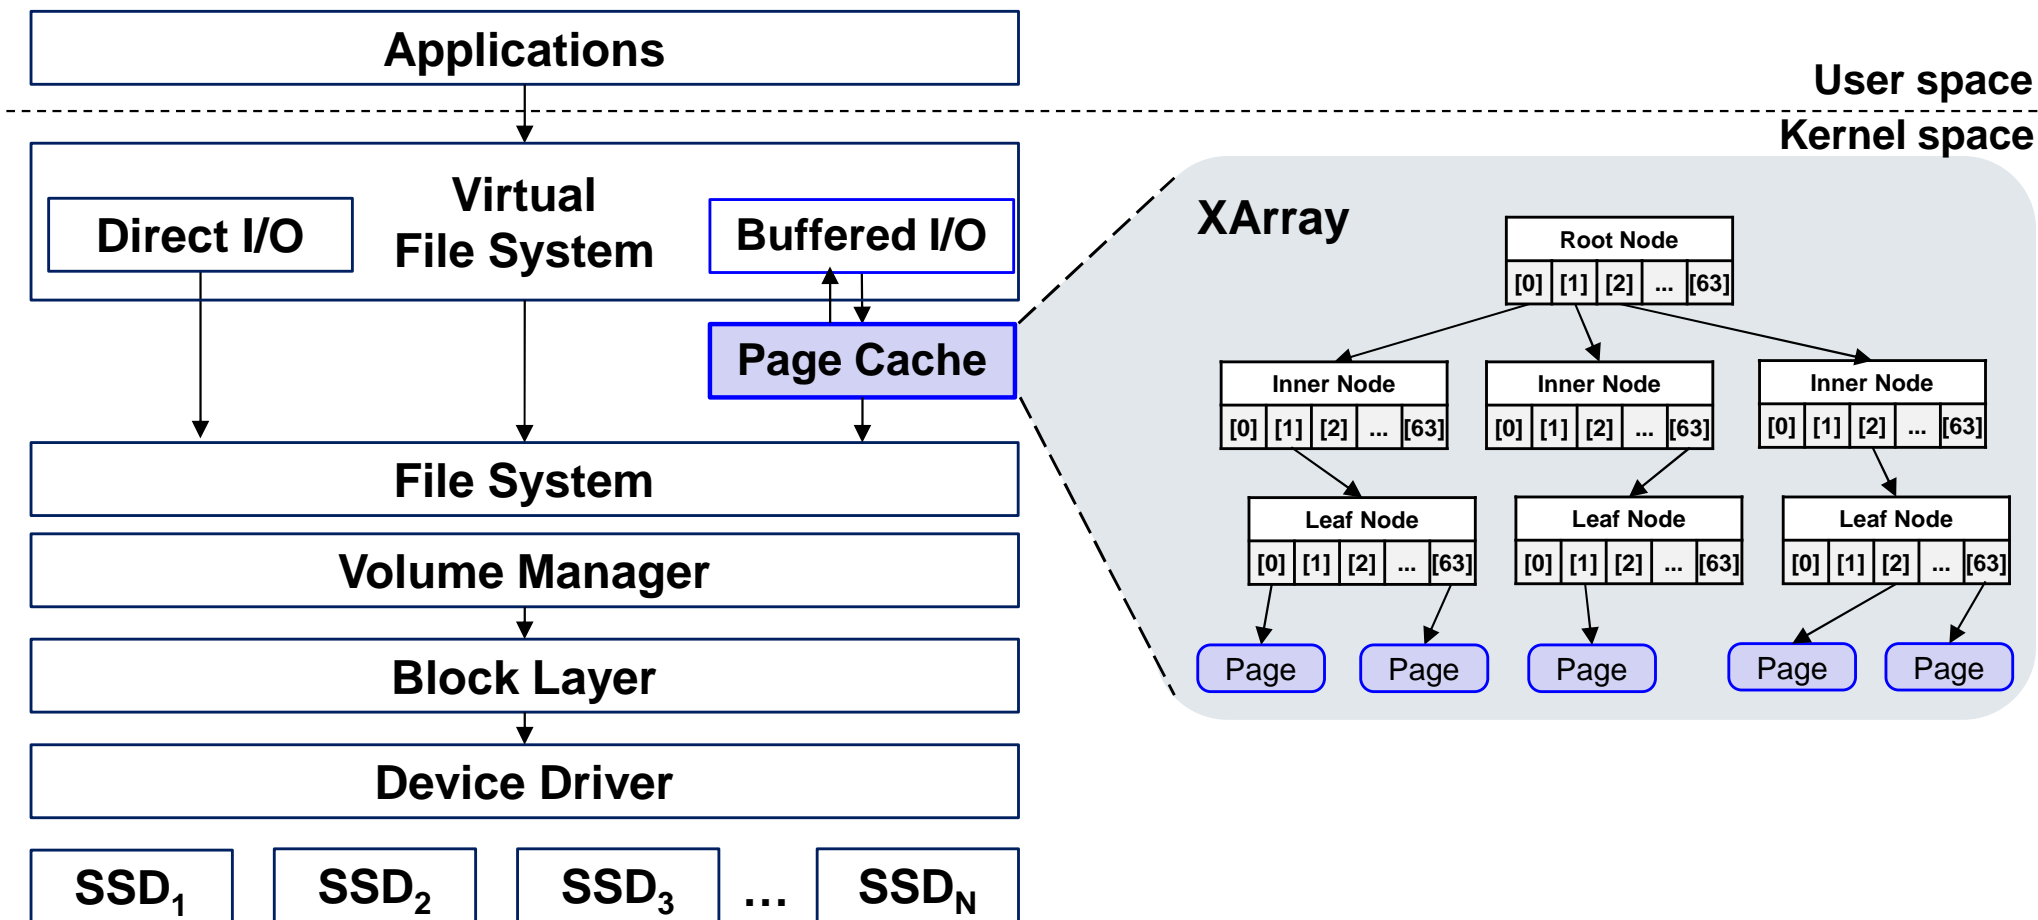 Applications
User space
Kernel space
Virtual
File System
Direct I/O
Buffered I/O
Page Cache
File System
Volume Manager
Block Layer
Device Driver
SSD1
SSD2
SSD3
...
SSDN
XArray
Root Node
[0] [1] [2] ... [63]
Inner Node
[0] [1] [2] ... [63]
Inner Node
[0] [1] [2] ... [63]
Inner Node
[0] [1] [2] ... [63]
Leaf Node
[0] [1] [2] ... [63]
Leaf Node
[0] [1] [2] ... [63]
Leaf Node
[0] [1] [2] ... [63]
Page
Page
Page
Page
Page